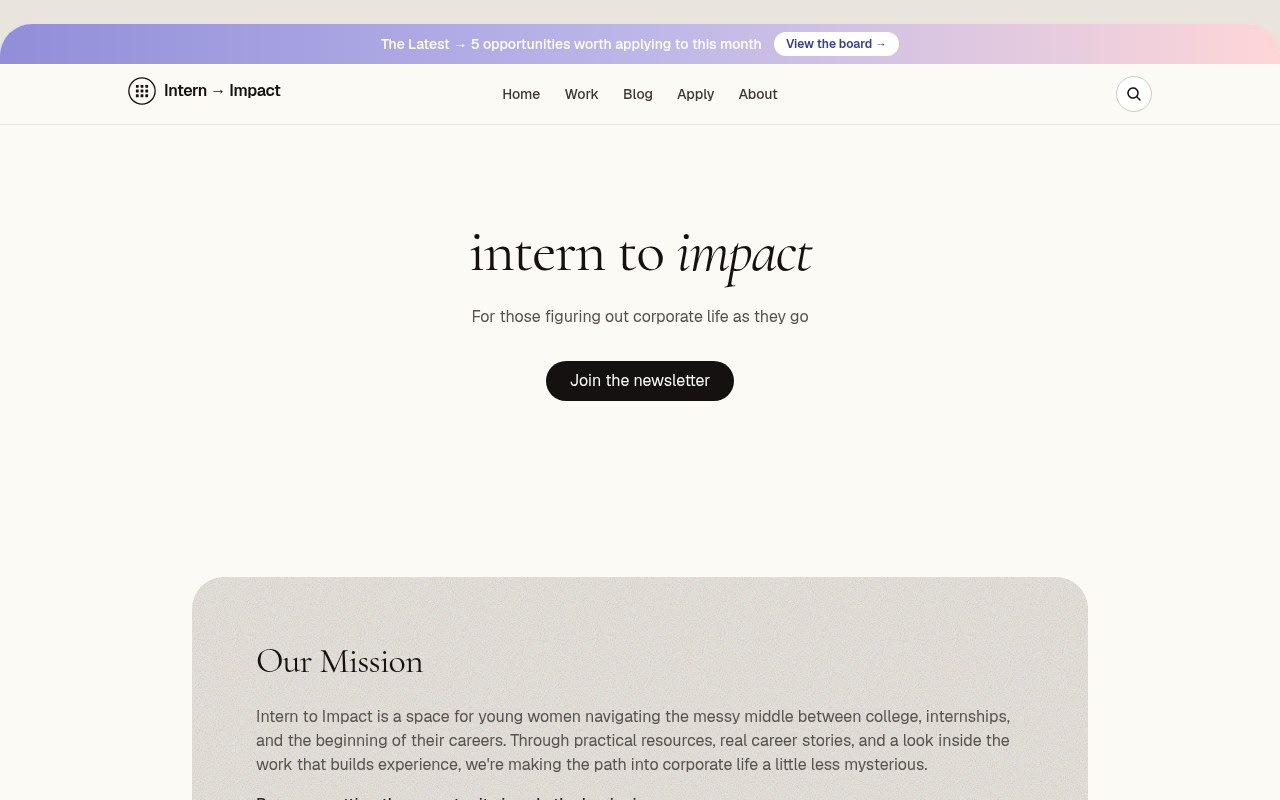 The Latest → 5 opportunities worth applying to this month
View the board →
Intern → Impact
Home
Work
Blog
Apply
About
intern to impact
For those figuring out corporate life as they go
Join the newsletter
Our Mission
Intern to Impact is a space for young women navigating the messy middle between college, internships,
and the beginning of their careers. Through practical resources, real career stories, and a look inside the
work that builds experience, we're making the path into corporate life a little less mysterious.